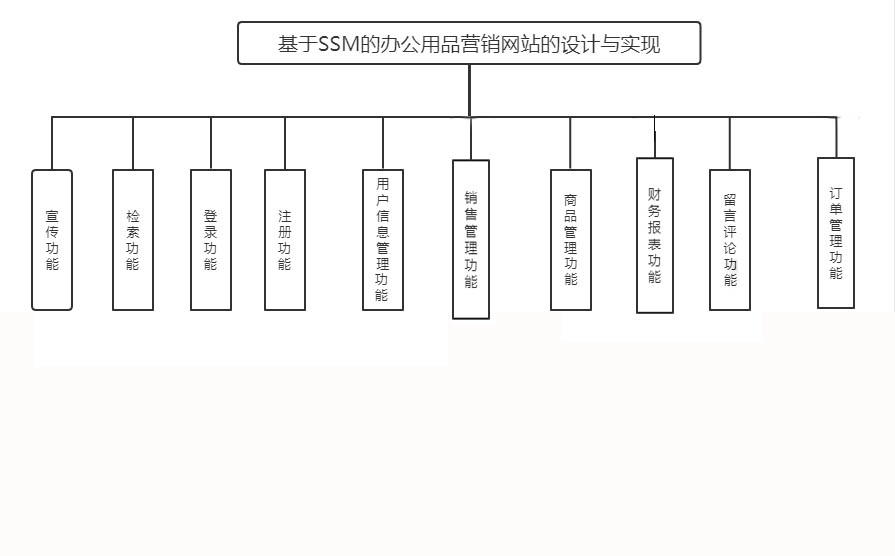 基于SSM的办公用品营销网站的设计与实现
宣传功能
检索功能
登录功能
注册功能
用户信息管理功能
销售管理功能
商品管理功能
财务报表功能
留言评论功能
订单管理功能